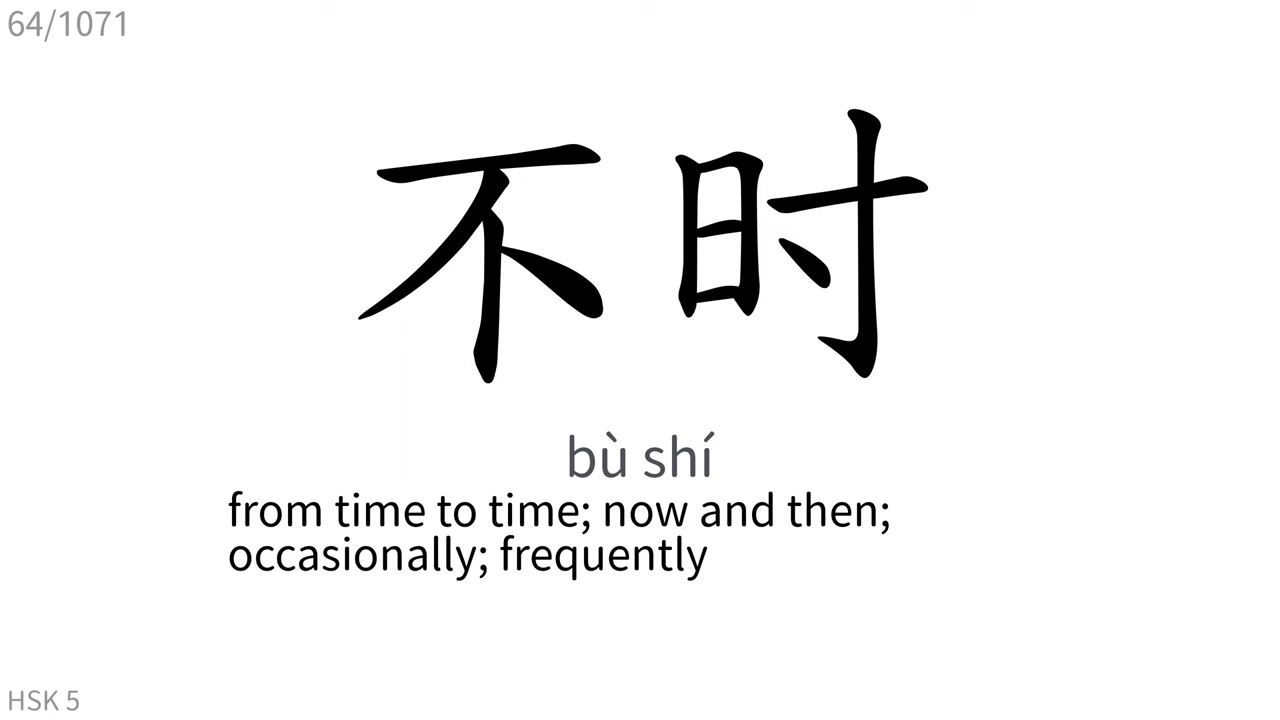 64/1071
不时
bù shí
from time to time; now and then;
occasionally; frequently
HSK 5